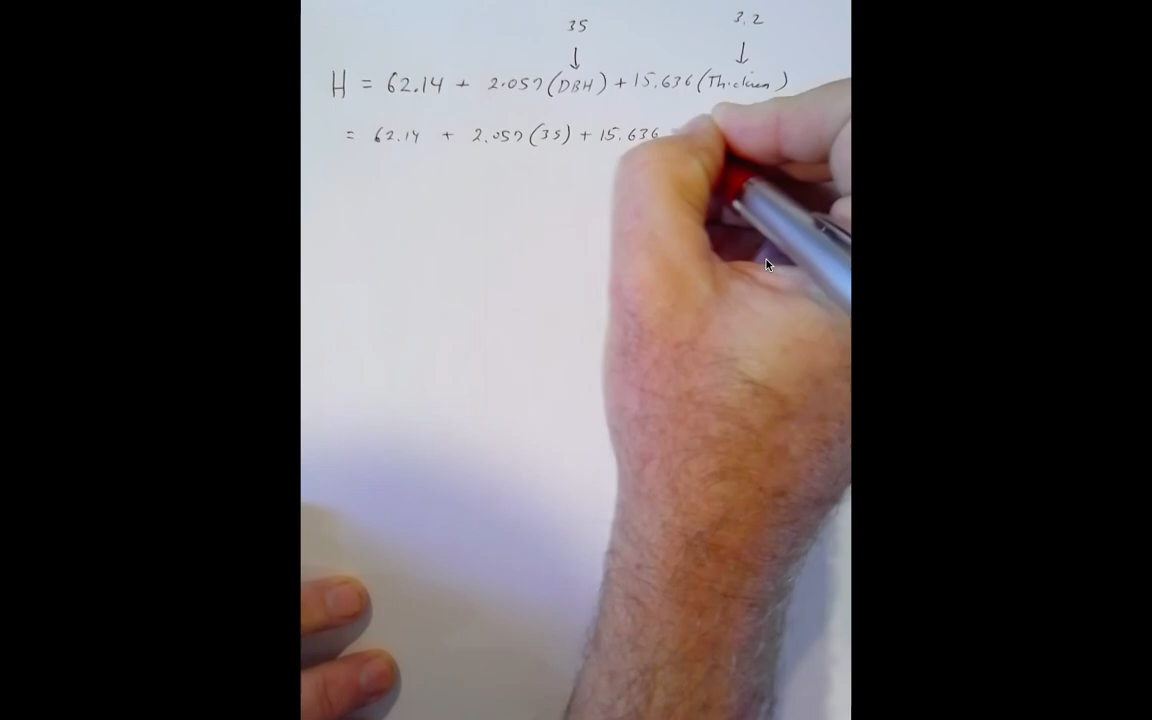 35 3.2
↓ ↓
H = 62.14 + 2.057(DBH) + 15.636(Thickness)
= 62.14 + 2.057(35) + 15.636